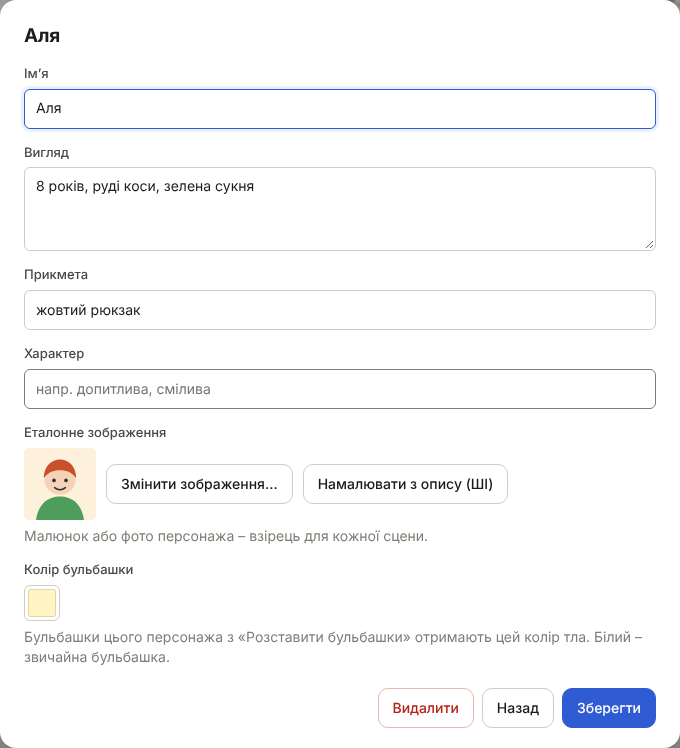 Аля
Ім’я
Аля
Вигляд
8 років, руді коси, зелена сукня
Прикмета
жовтий рюкзак
Характер
напр. допитлива, смілива
Еталонне зображення
Змінити зображення...
Намалювати з опису (ШІ)
Малюнок або фото персонажа – взірець для кожної сцени.
Колір бульбашки
Бульбашки цього персонажа з «Розставити бульбашки» отримають цей колір тла. Білий –
звичайна бульбашка.
Видалити
Назад
Зберегти